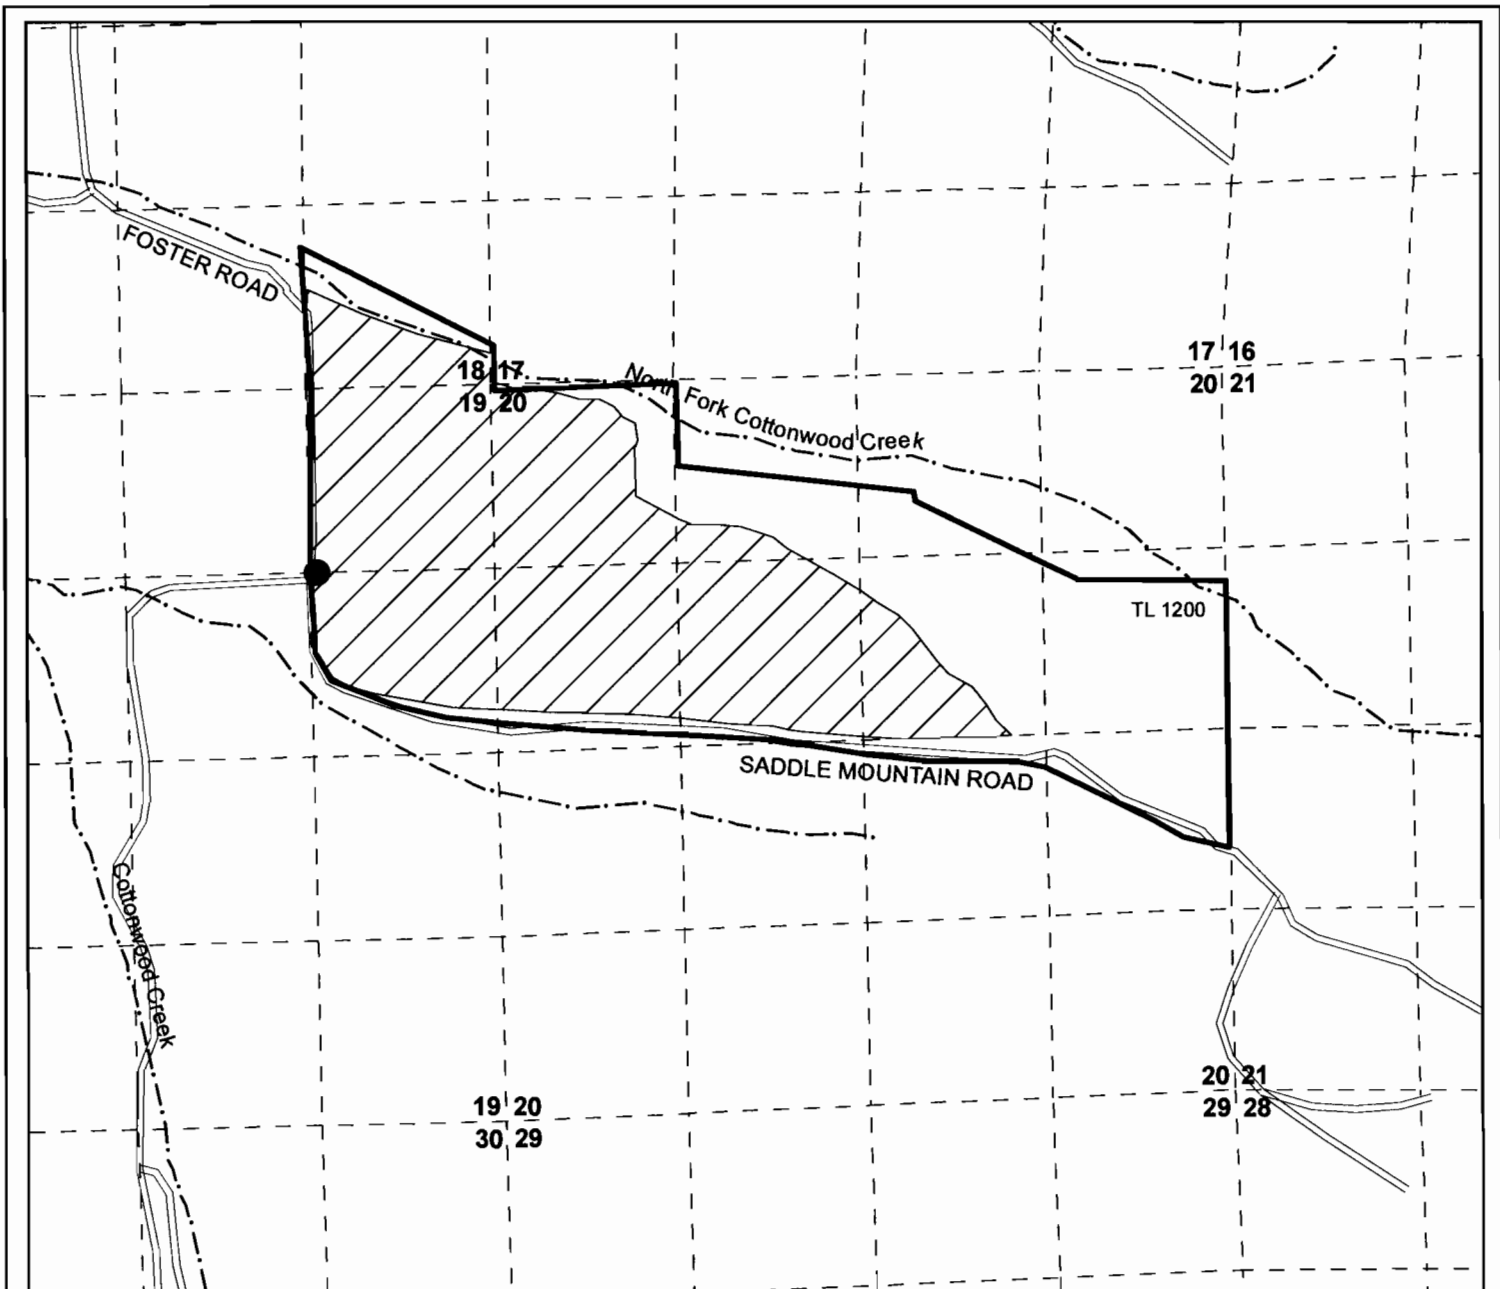 FOSTER ROAD
17 16
20 21
18 17
19 20
North Fork Cottonwood Creek
TL 1200
SADDLE MOUNTAIN ROAD
Cottonwood Creek
20 21
29 28
19 20
30 29